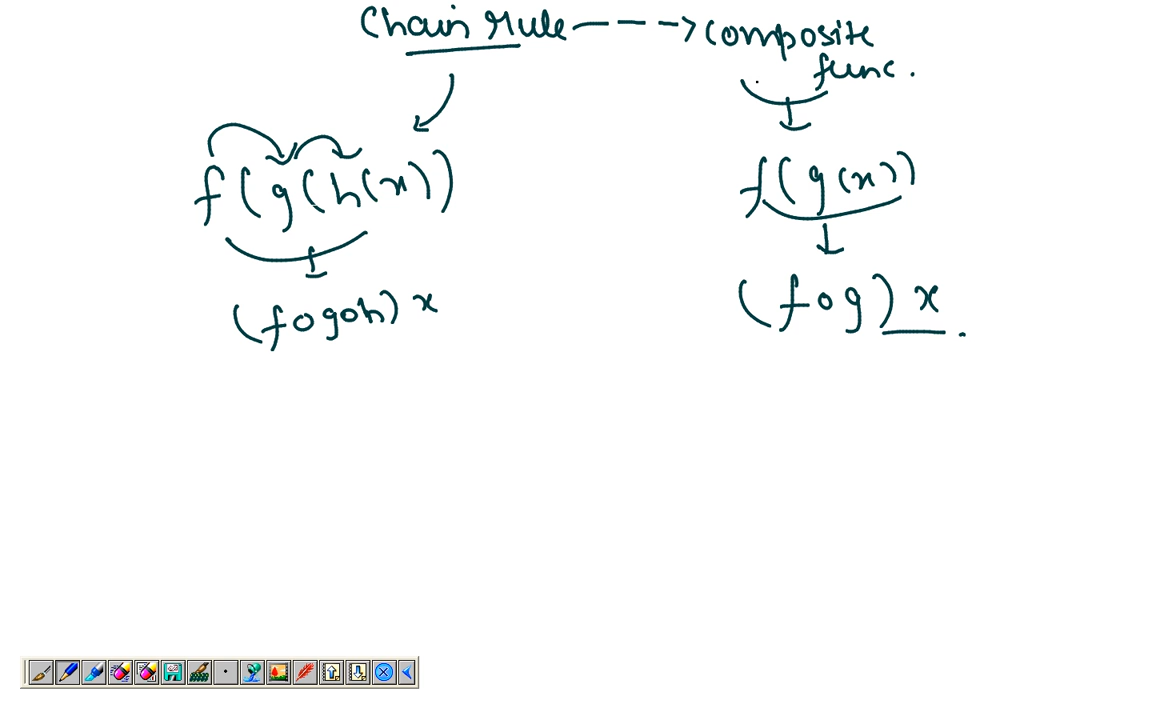 Chain rule ----> composite
func.
f(g(h(x)) f(g(x))
(fogoh) x (fog) x.